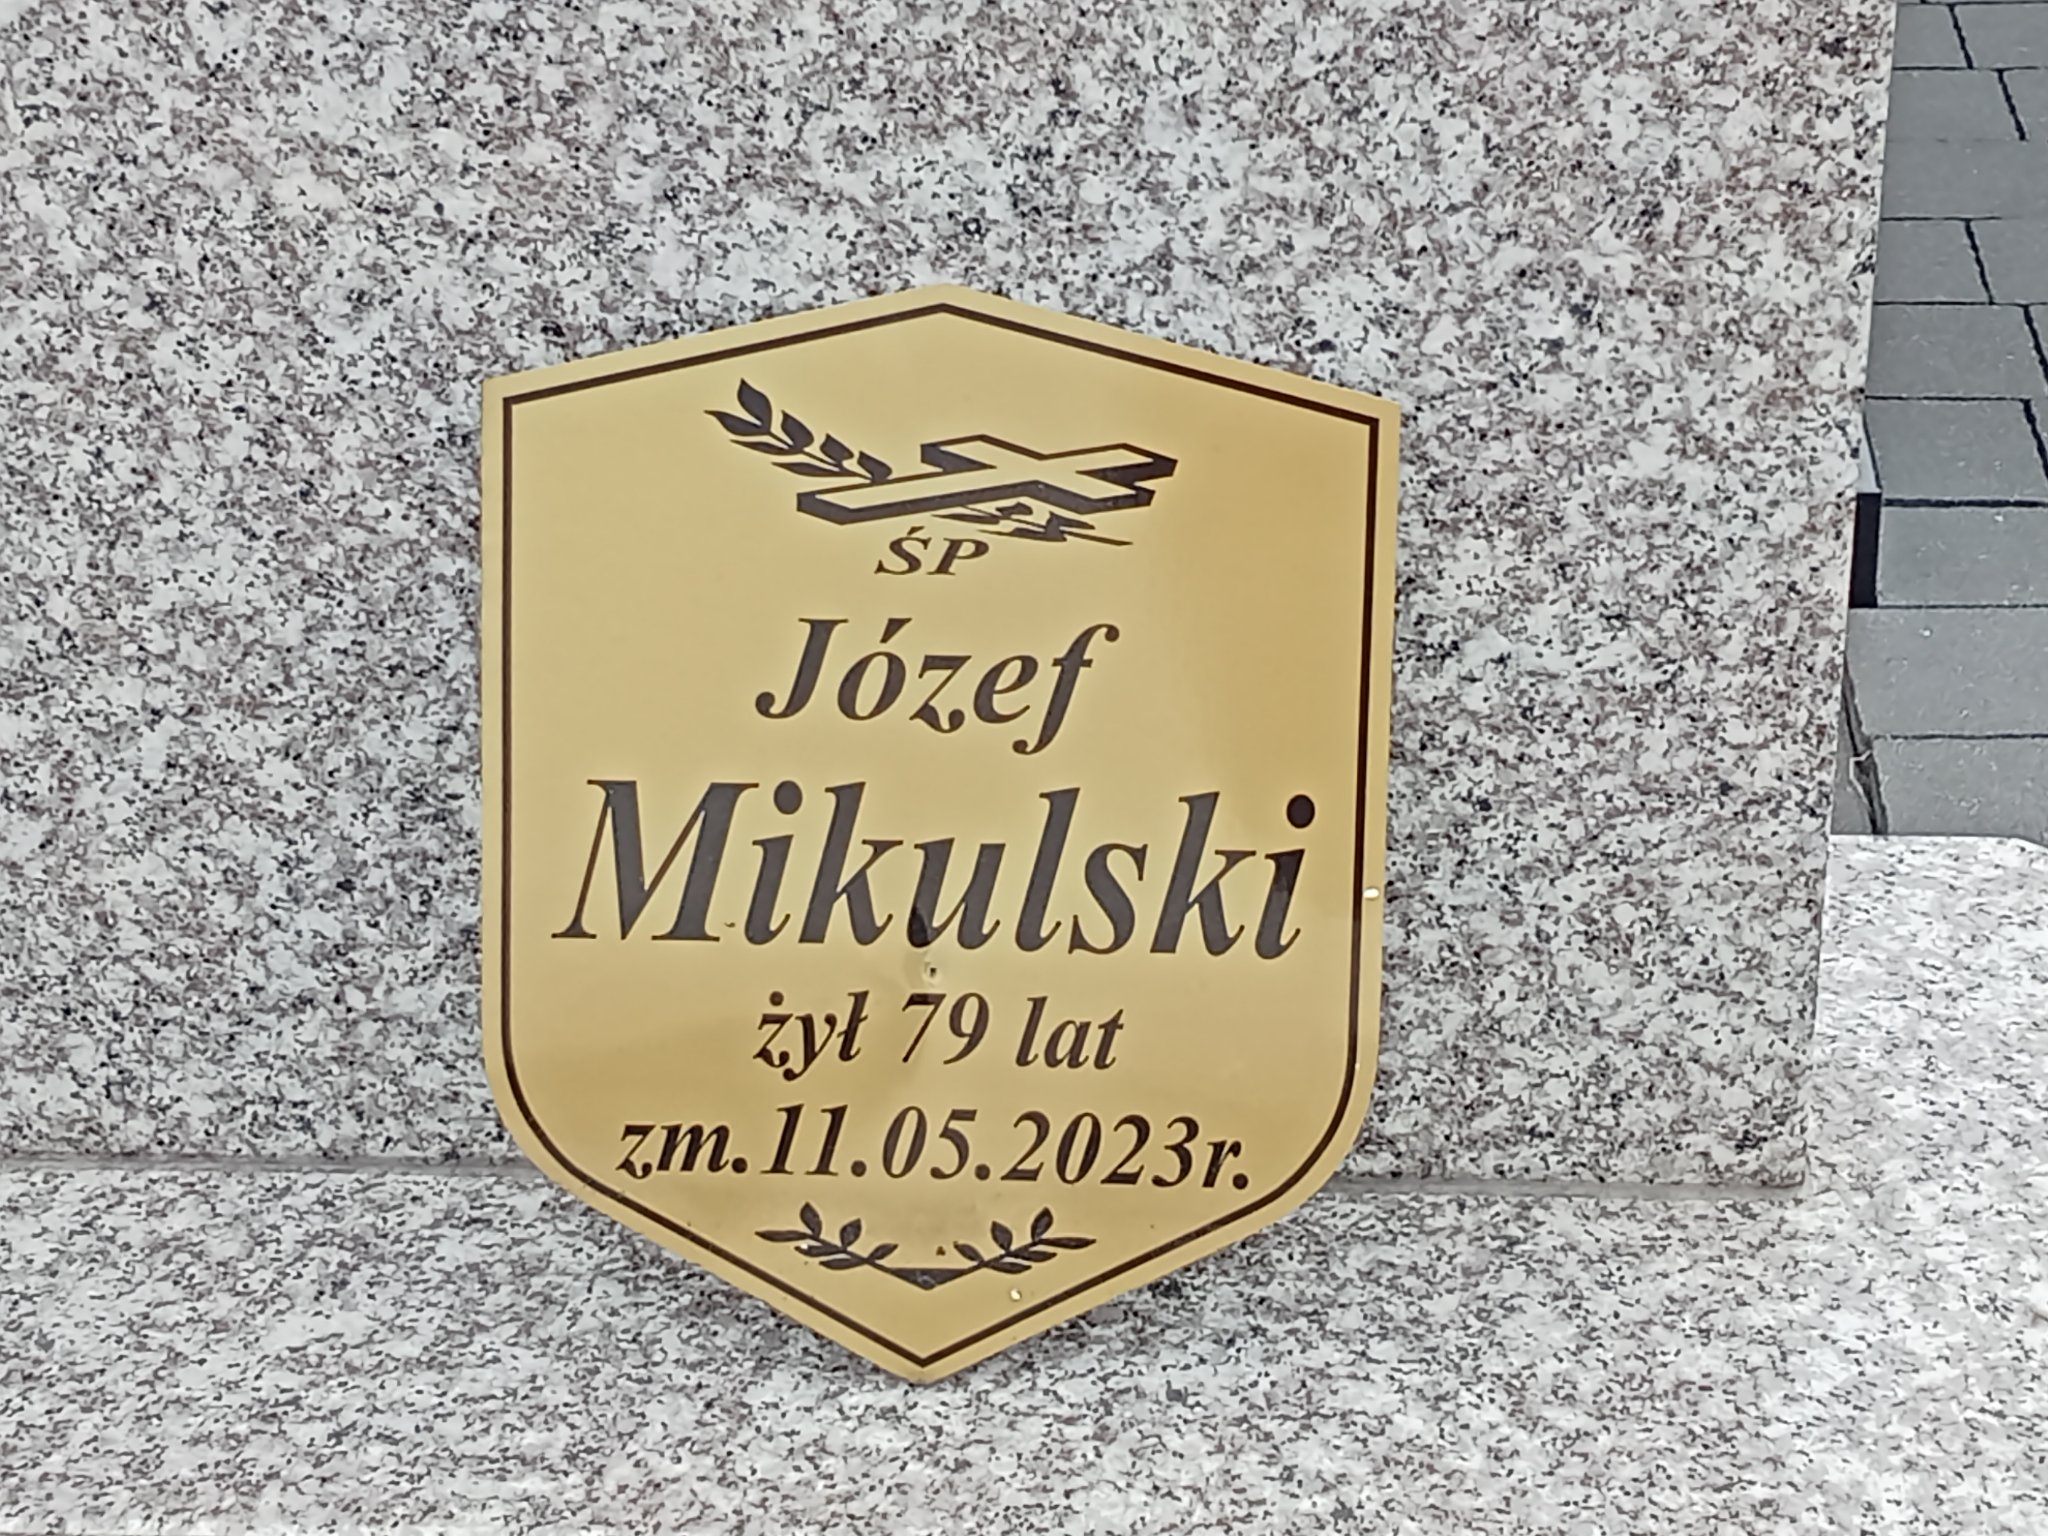 ŚP
Józef
Mikulski
żył 79 lat
zm.11.05.2023r.